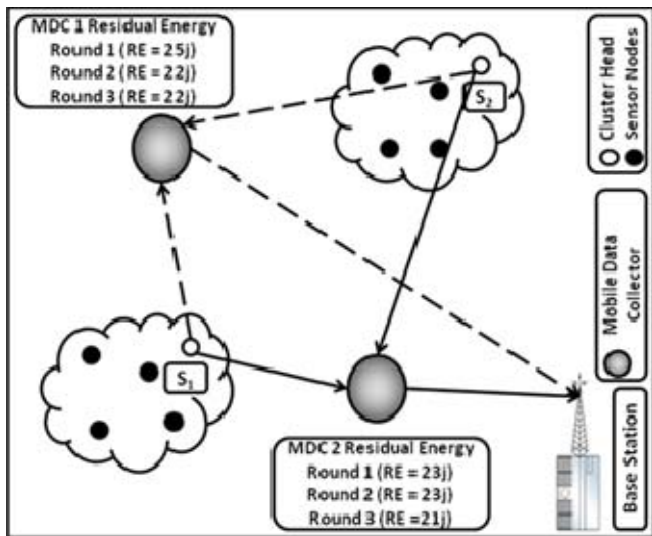 MDC 1 Residual Energy
Round 1 (RE = 25j)
Round 2 (RE = 22j)
Round 3 (RE = 22j)
S2
S1
MDC 2 Residual Energy
Round 1 (RE = 23j)
Round 2 (RE = 23j)
Round 3 (RE =21j)
Cluster Head
Sensor Nodes
Mobile Data
Collector
Base Station